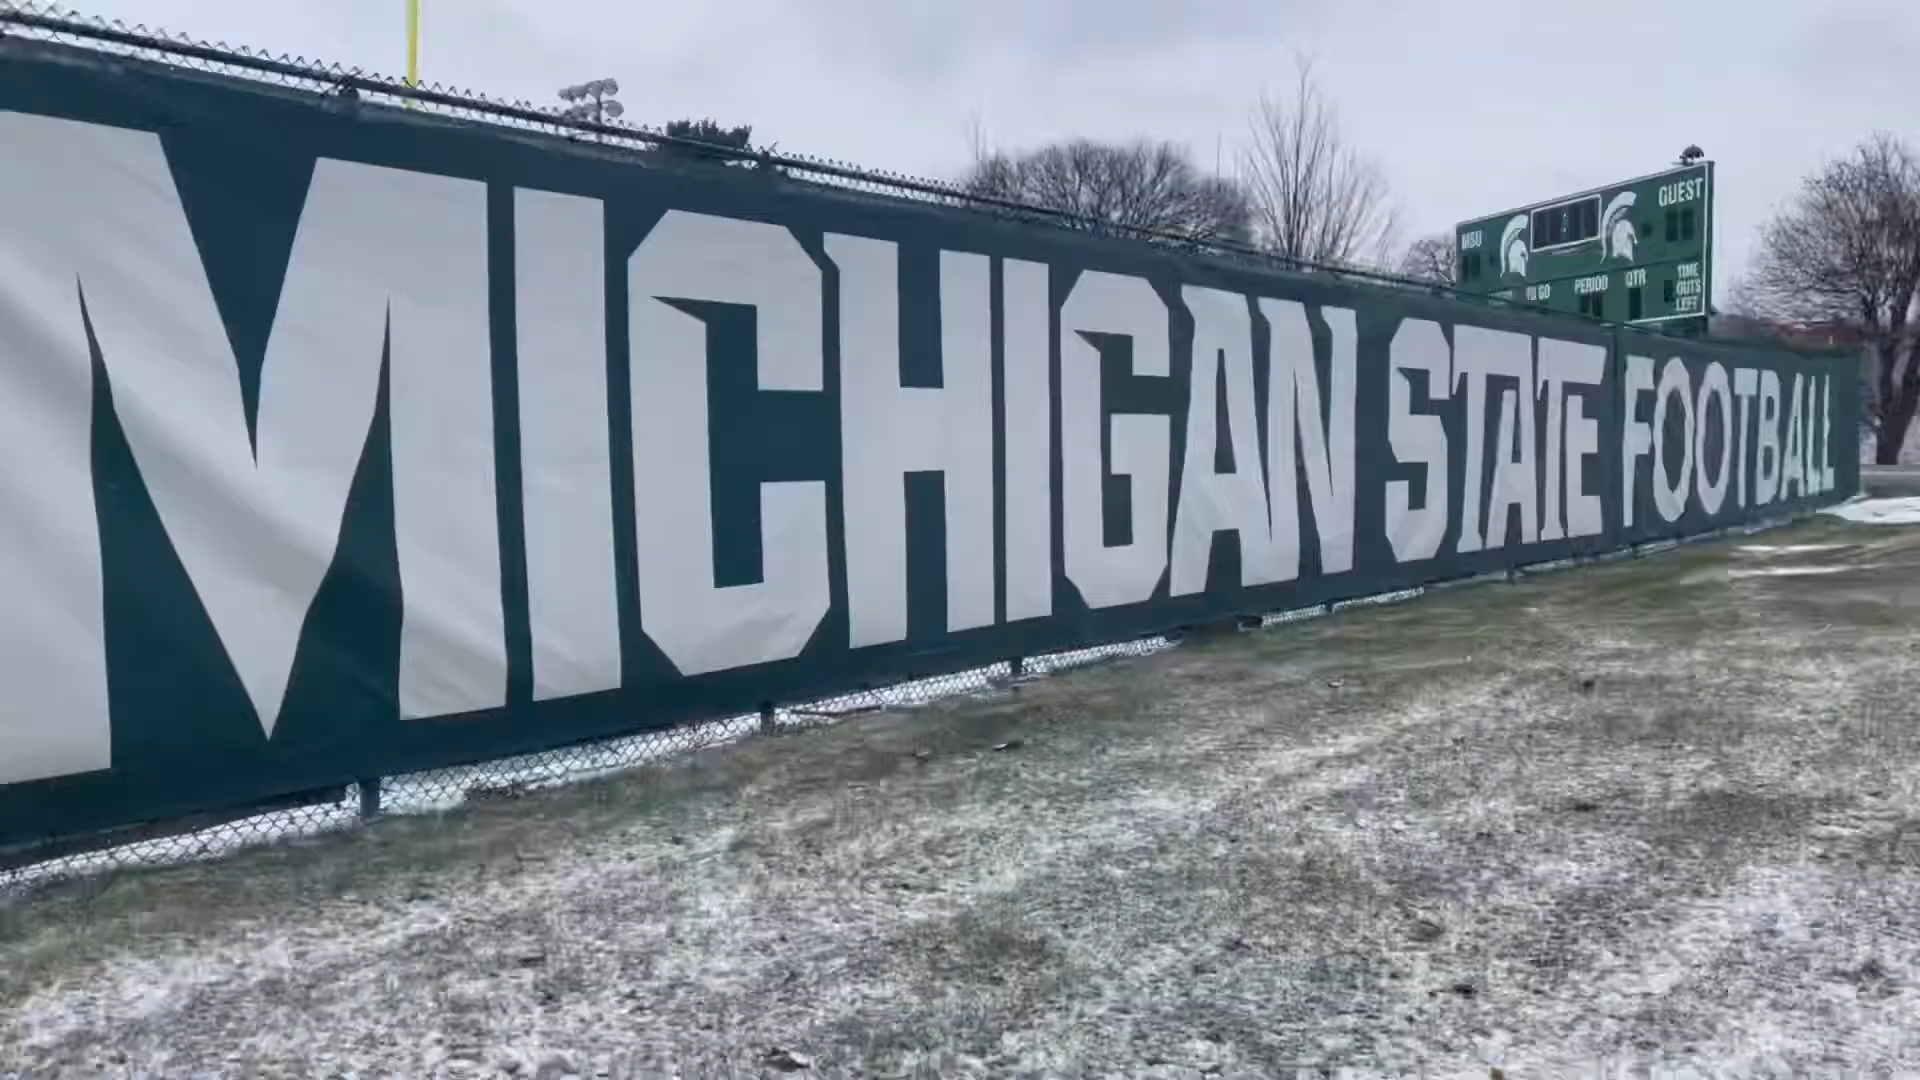 MICHIGAN STATE FOOTBALL
MSU
GUEST
TO GO PERIOD QTR
TIME
OUTS
LEFT